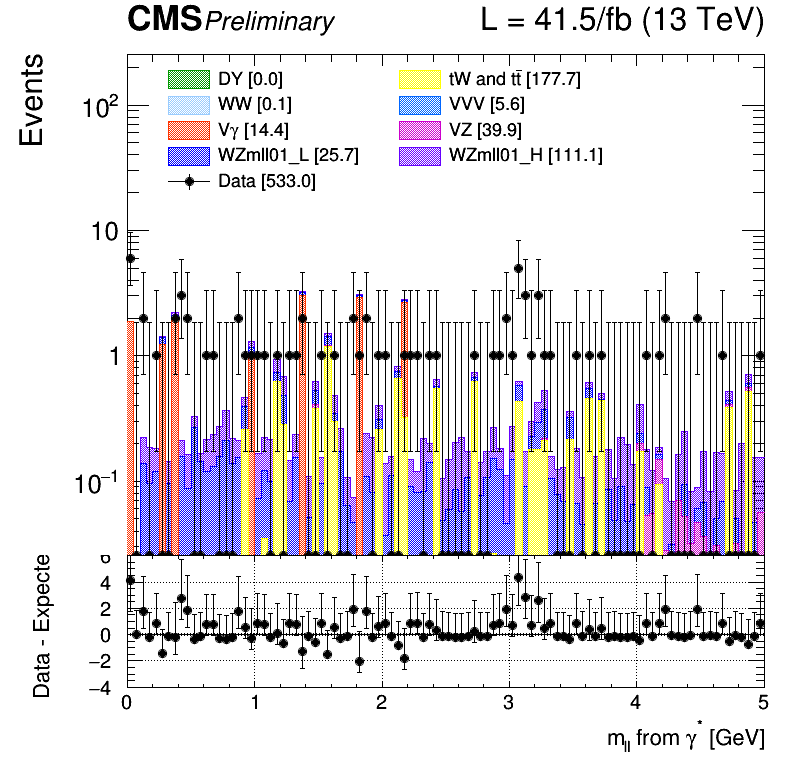 CMS Preliminary L = 41.5/fb (13 TeV)
Events
DY [0.0]
tW and tt̄ [177.7]
WW [0.1]
VVV [5.6]
Vγ [14.4]
VZ [39.9]
WZmll01_L [25.7]
WZmll01_H [111.1]
Data [533.0]
10²
10
1
10⁻¹
Data - Expecte
6
4
2
0
−2
−4
0 1 2 3 4 5
m_ll from γ* [GeV]